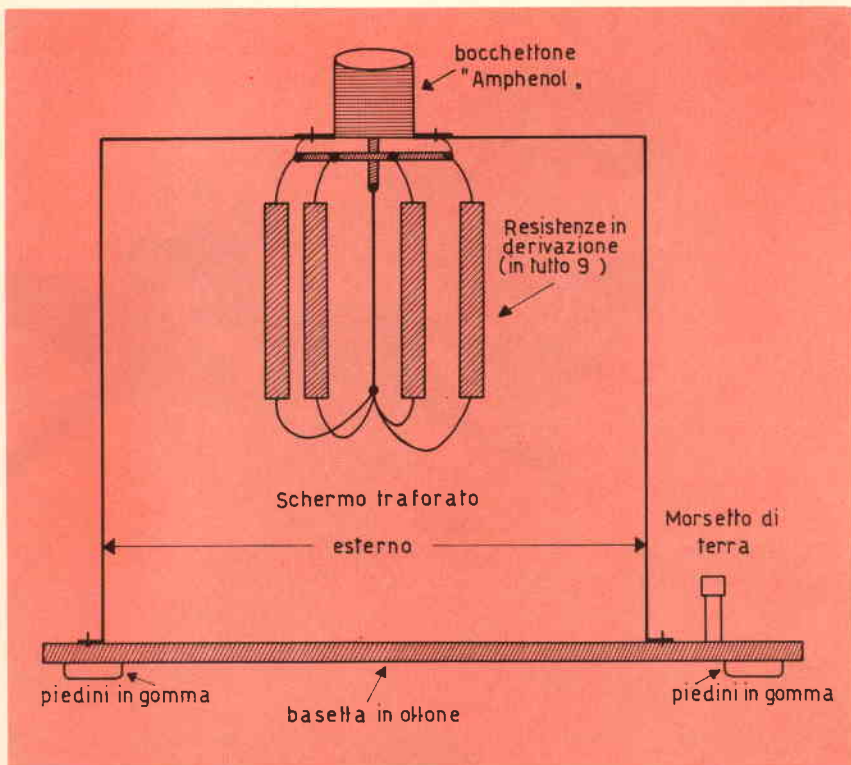 bocchettone
"Amphenol„
Resistenze in
derivazione
(in tutto 9)
Schermo traforato
esterno
Morsetto di
terra
piedini in gomma
basetta in ottone
piedini in gomma